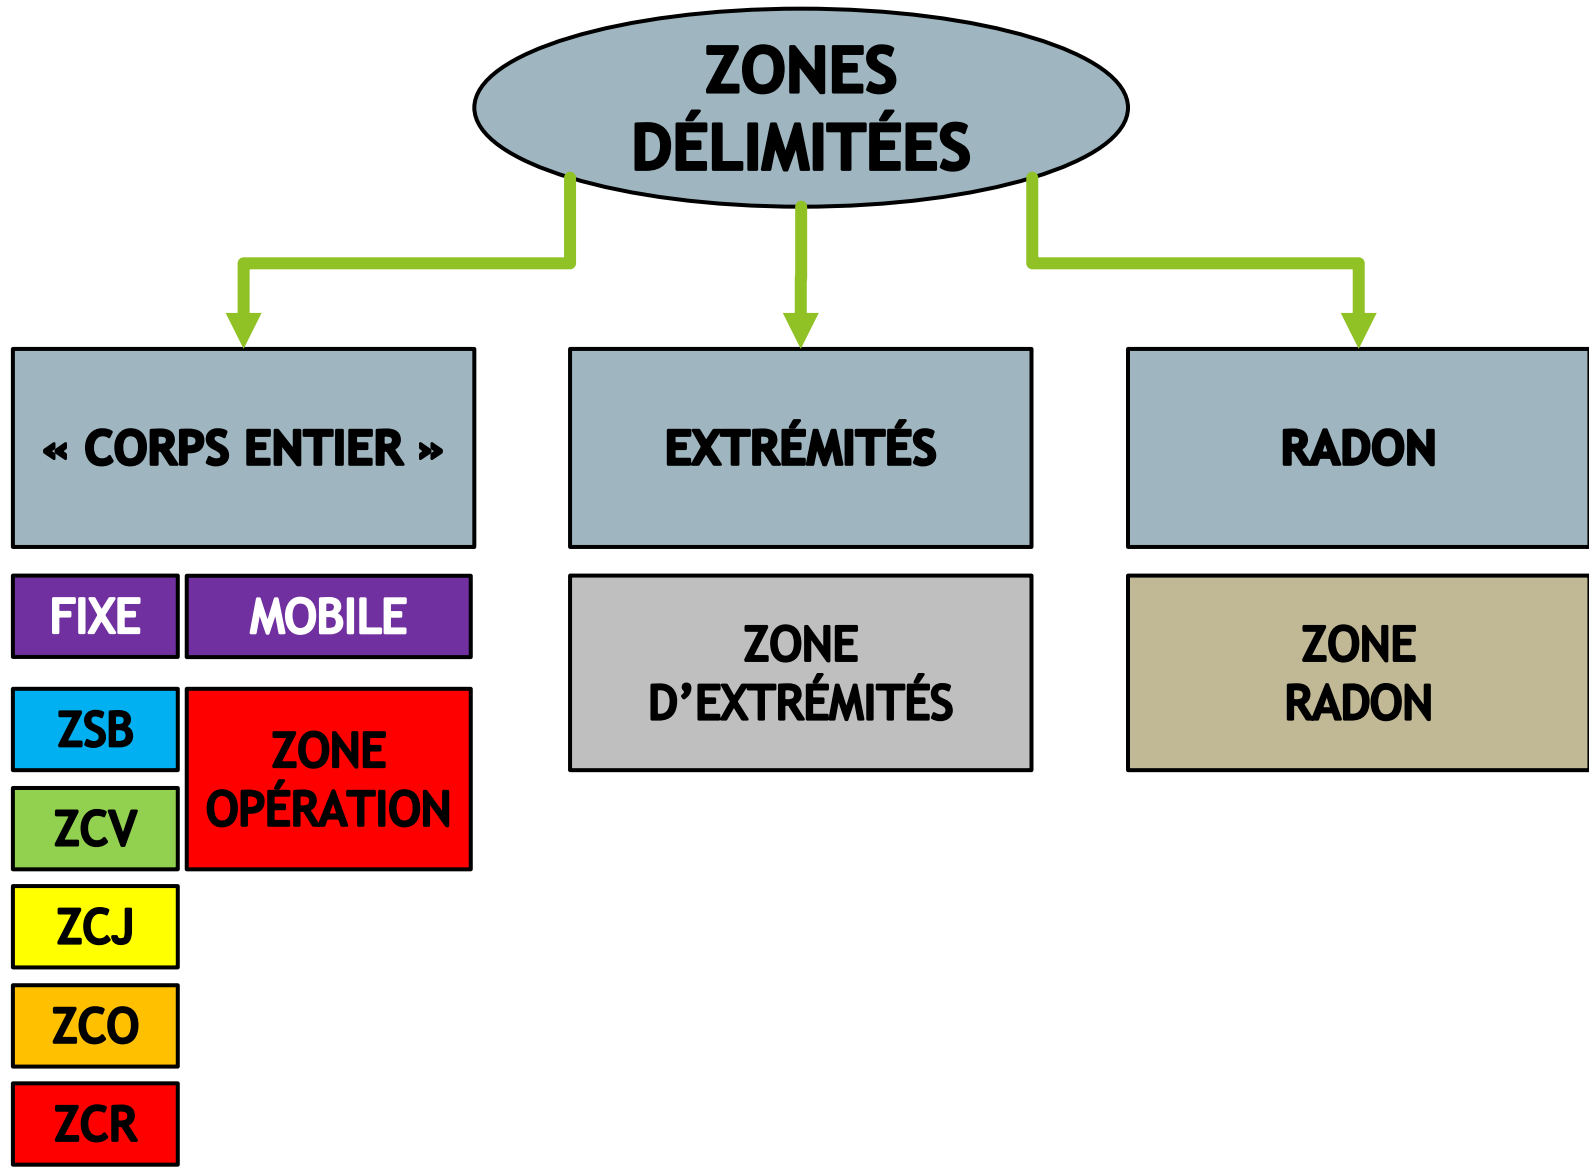 ZONES
DÉLIMITÉES
« CORPS ENTIER »
EXTRÉMITÉS
RADON
FIXE
MOBILE
ZONE
D’EXTRÉMITÉS
ZONE
RADON
ZSB
ZONE
OPÉRATION
ZCV
ZCJ
ZCO
ZCR